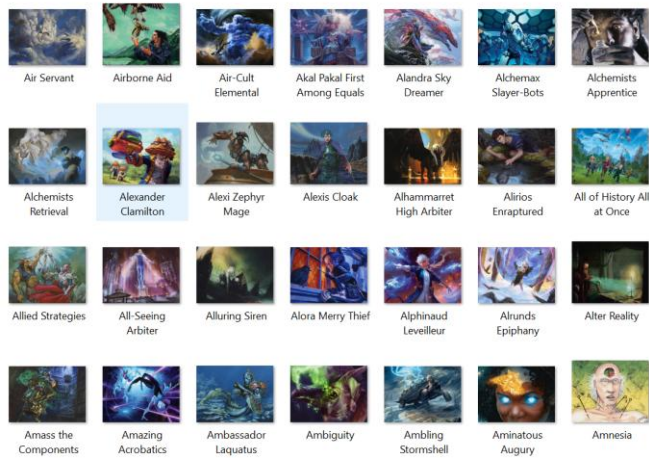 Air Servant
Airborne Aid
Air-Cult
Elemental
Akal Pakal First
Among Equals
Alandra Sky
Dreamer
Alchemax
Slayer-Bots
Alchemists
Apprentice
Alchemists
Retrieval
Alexander
Clamilton
Alexi Zephyr
Mage
Alexis Cloak
Alhammarret
High Arbiter
Alirios
Enraptured
All of History All
at Once
Allied Strategies
All-Seeing
Arbiter
Alluring Siren
Alora Merry Thief
Alphinaud
Leveilleur
Alrunds
Epiphany
Alter Reality
Amass the
Components
Amazing
Acrobatics
Ambassador
Laquatus
Ambiguity
Ambling
Stormshell
Aminatous
Augury
Amnesia